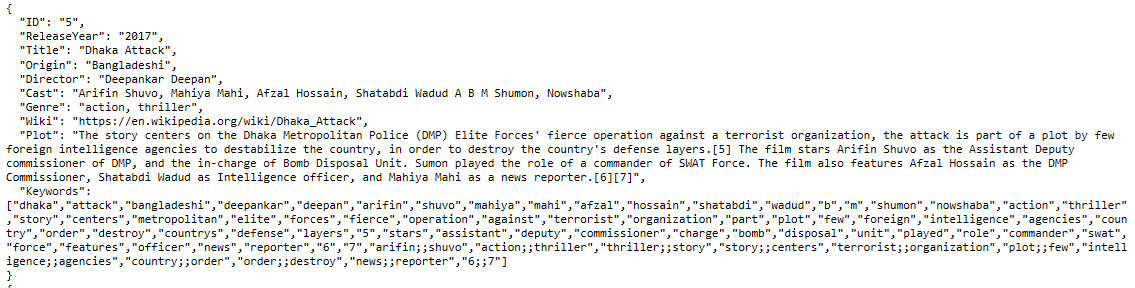 {
  "ID": "5",
  "ReleaseYear": "2017",
  "Title": "Dhaka Attack",
  "Origin": "Bangladeshi",
  "Director": "Deepankar Deepan",
  "Cast": "Arifin Shuvo, Mahiya Mahi, Afzal Hossain, Shatabdi Wadud A B M Shumon, Nowshaba",
  "Genre": "action, thriller",
  "Wiki": "https://en.wikipedia.org/wiki/Dhaka_Attack",
  "Plot": "The story centers on the Dhaka Metropolitan Police (DMP) Elite Forces' fierce operation against a terrorist organization, the attack is part of a plot by few
foreign intelligence agencies to destabilize the country, in order to destroy the country's defense layers.[5] The film stars Arifin Shuvo as the Assistant Deputy
commissioner of DMP, and the in-charge of Bomb Disposal Unit. Sumon played the role of a commander of SWAT Force. The film also features Afzal Hossain as the DMP
Commissioner, Shatabdi Wadud as Intelligence officer, and Mahiya Mahi as a news reporter.[6][7]",
  "Keywords":
["dhaka","attack","bangladeshi","deepankar","deepan","arifin","shuvo","mahiya","mahi","afzal","hossain","shatabdi","wadud","b","m","shumon","nowshaba","action","thriller"
,"story","centers","metropolitan","elite","forces","fierce","operation","against","terrorist","organization","part","plot","few","foreign","intelligence","agencies","coun
try","order","destroy","countrys","defense","layers","5","stars","assistant","deputy","commissioner","charge","bomb","disposal","unit","played","role","commander","swat",
"force","features","officer","news","reporter","6","7","arifin;;shuvo","action;;thriller","thriller;;story","story;;centers","terrorist;;organization","plot;;few","intell
igence;;agencies","country;;order","order;;destroy","news;;reporter","6;;7"]
}